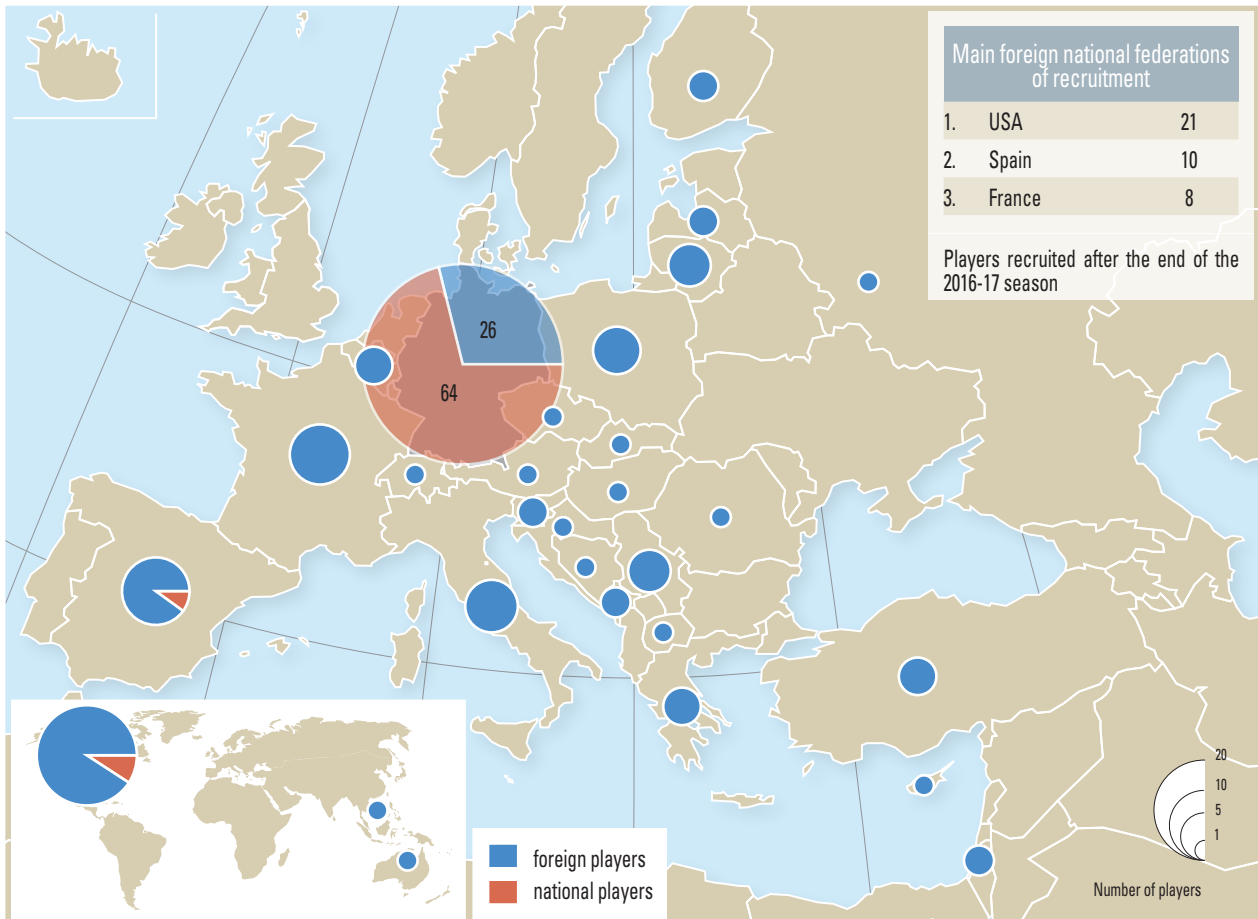 Main foreign national federations
of recruitment
1. USA 21
2. Spain 10
3. France 8
Players recruited after the end of the
2016-17 season
26
64
20
10
5
1
Number of players
foreign players
national players